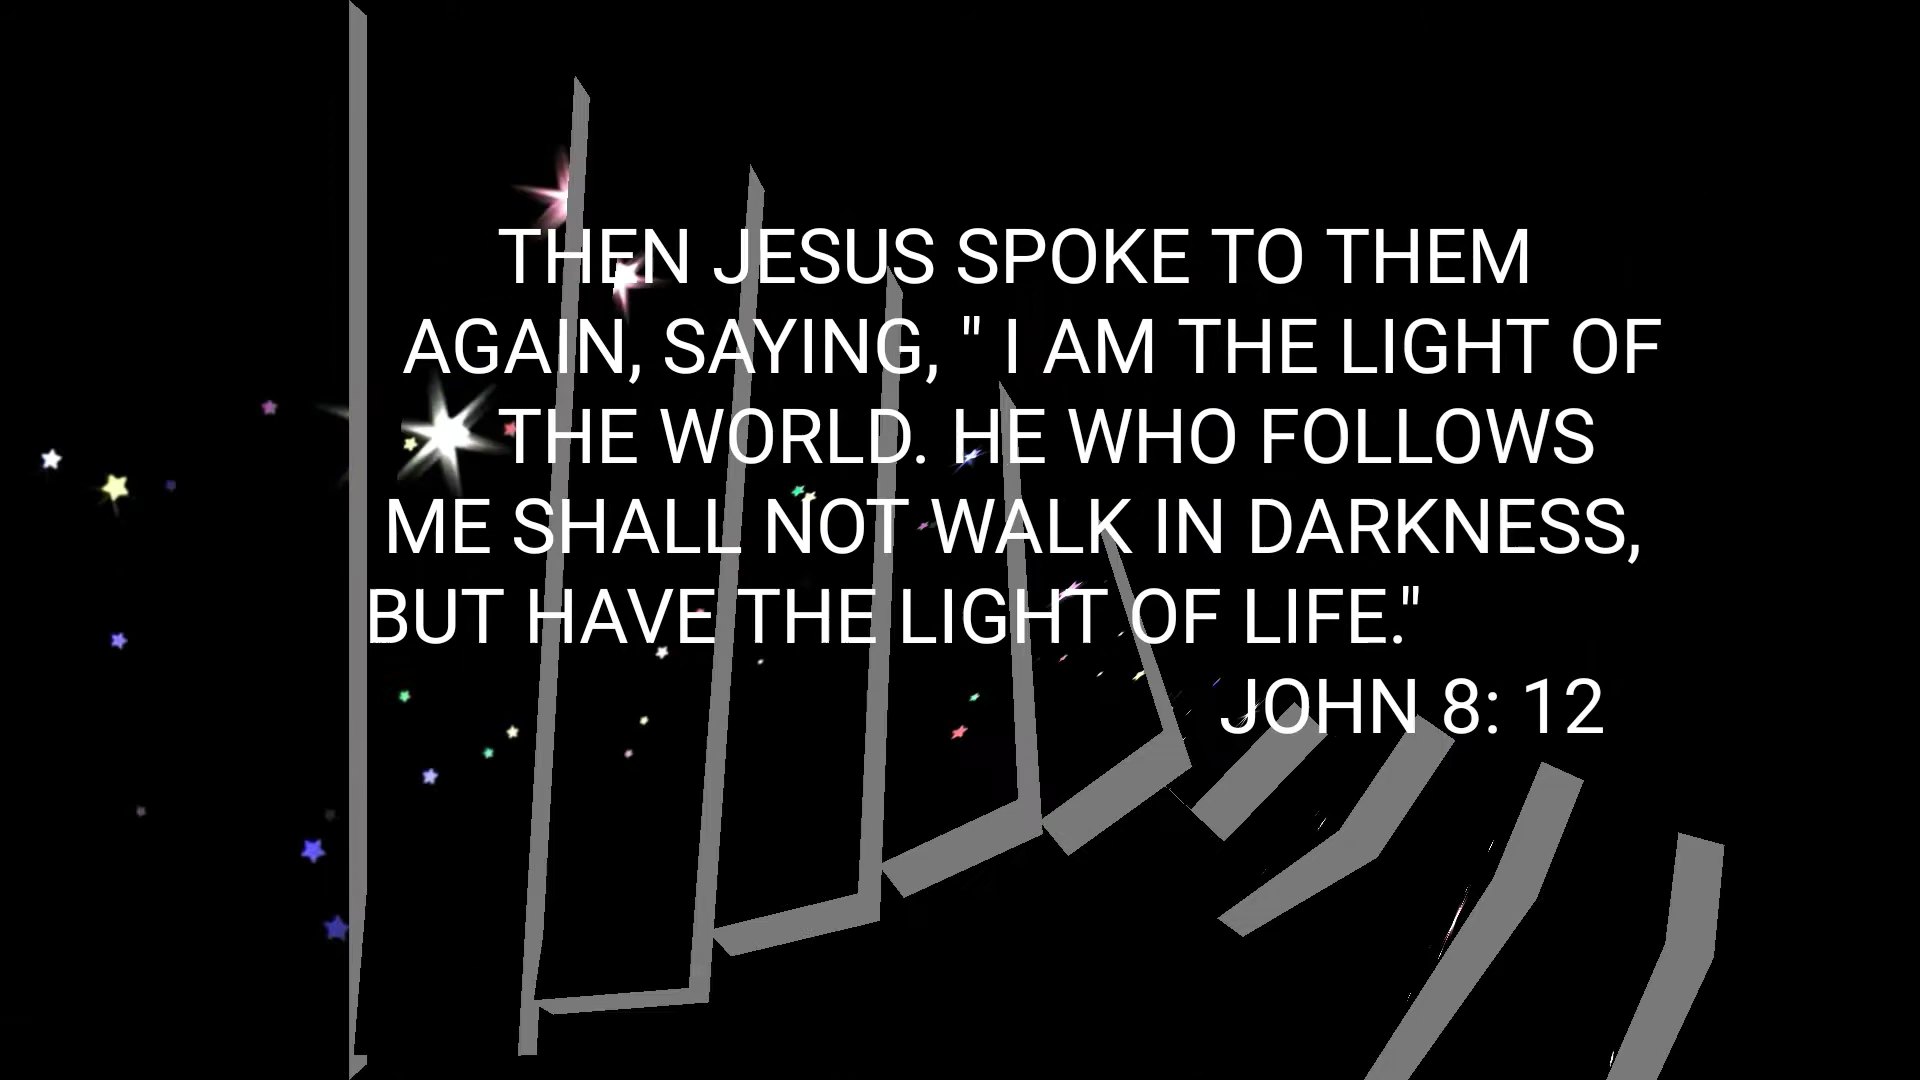 THEN JESUS SPOKE TO THEM
AGAIN, SAYING, " I AM THE LIGHT OF
THE WORLD. HE WHO FOLLOWS
ME SHALL NOT WALK IN DARKNESS,
BUT HAVE THE LIGHT OF LIFE."
JOHN 8: 12